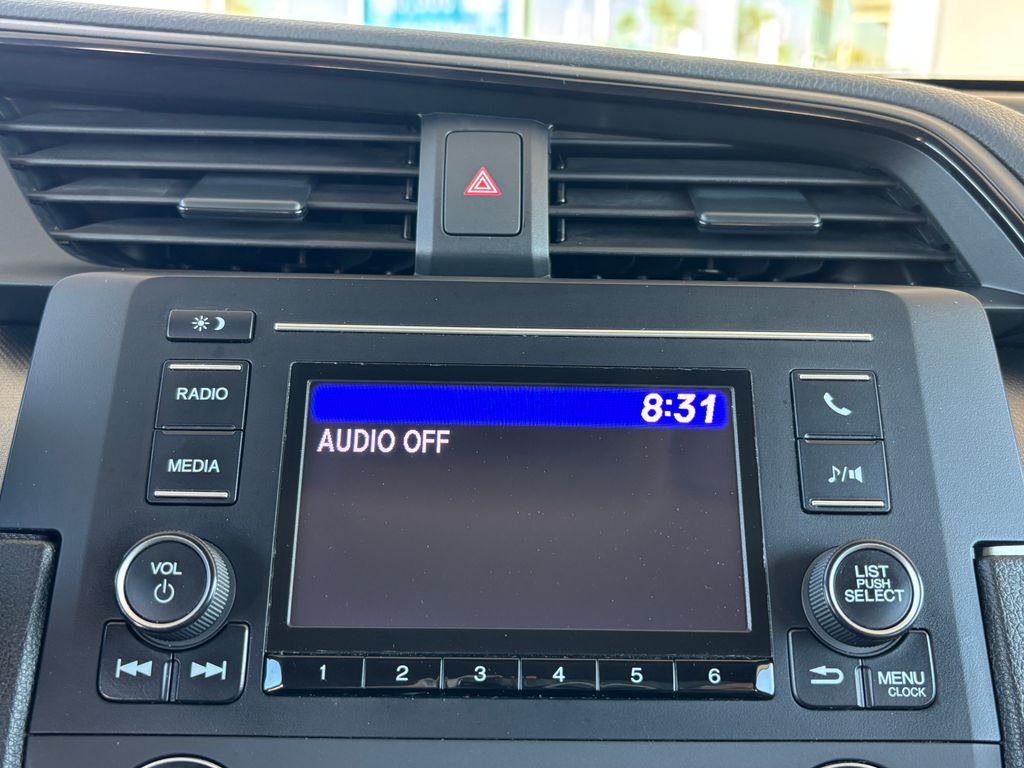 RADIO
MEDIA
8:31
AUDIO OFF
VOL
LIST
PUSH
SELECT
1 2 3 4 5 6
MENU
CLOCK